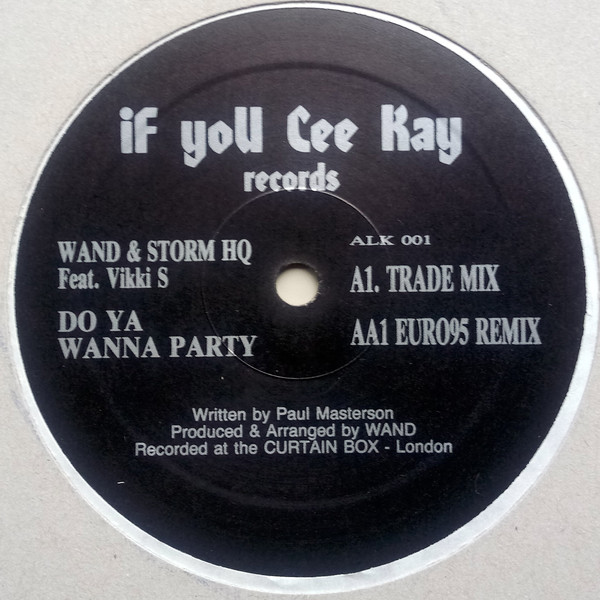 if yoU Cee Kay
records
WAND & STORM HQ
Feat. Vikki S
DO YA
WANNA PARTY
ALK 001
A1. TRADE MIX
AA1 EURO95 REMIX
Written by Paul Masterson
Produced & Arranged by WAND
Recorded at the CURTAIN BOX - London